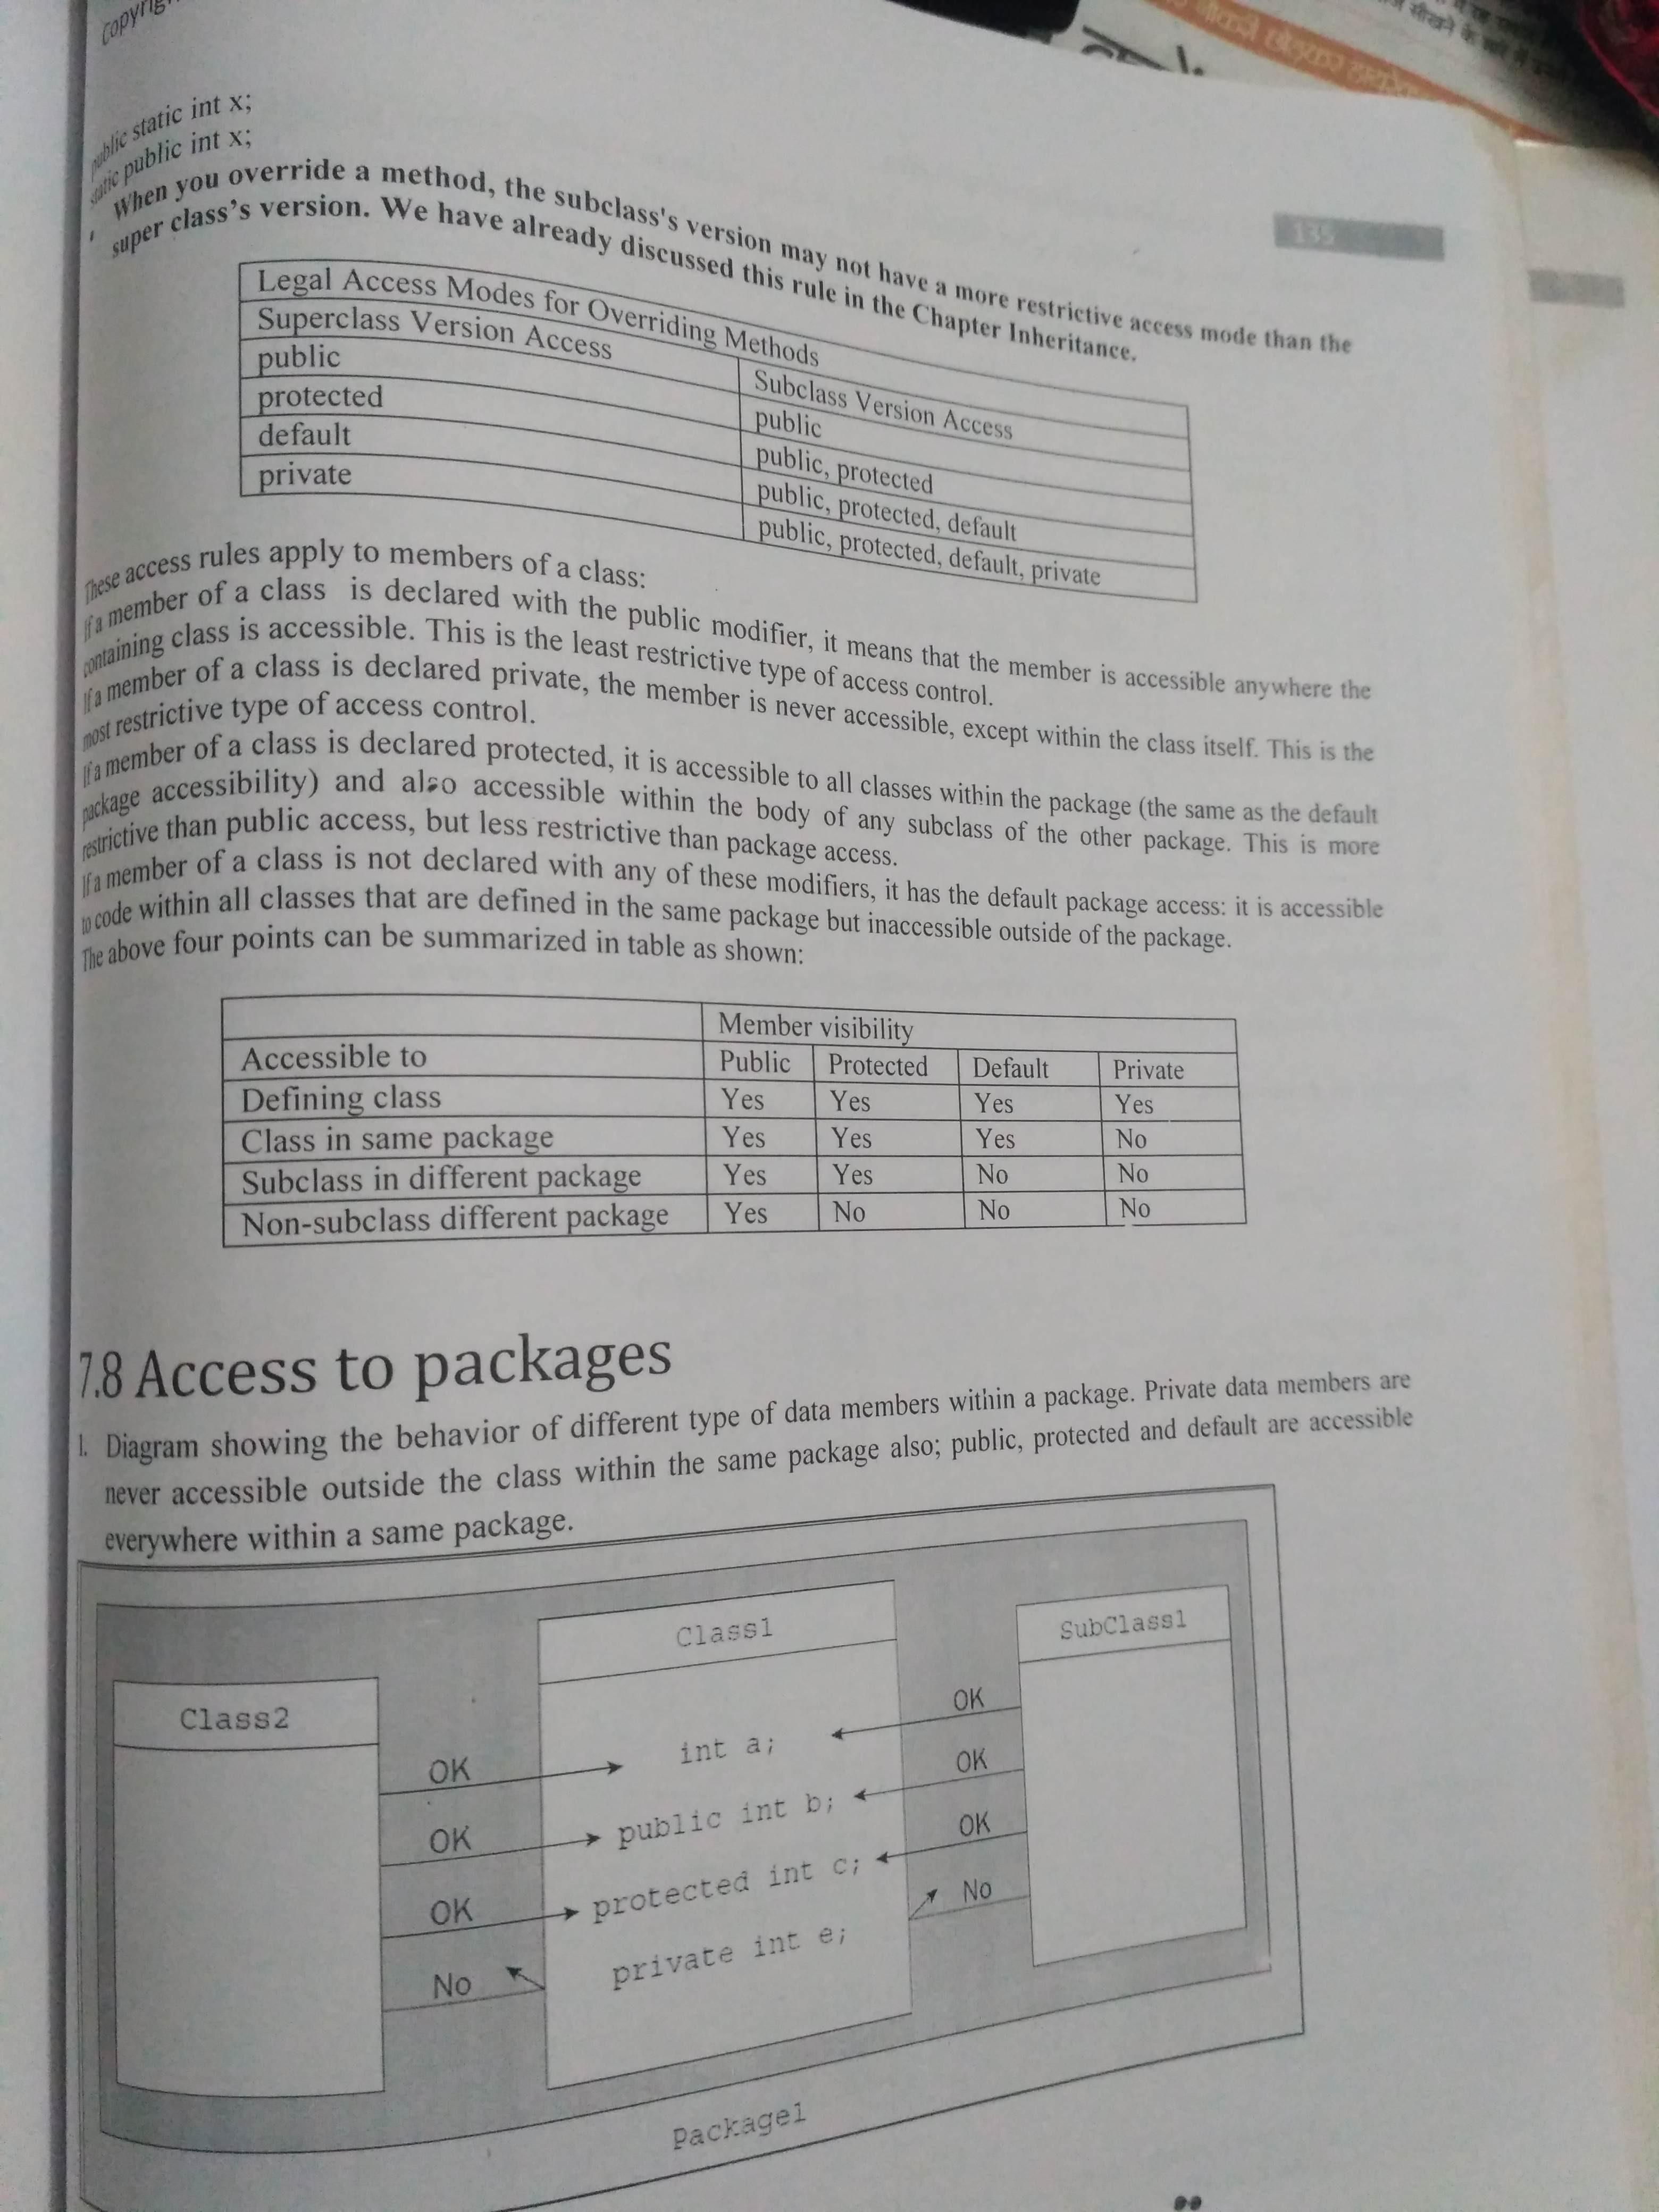 public static int x;
static public int x;
135
When you override a method, the subclass's version may not have a more restrictive access mode than the
super class's version. We have already discussed this rule in the Chapter Inheritance.
Legal Access Modes for Overriding Methods
Superclass Version Access Subclass Version Access
public public
protected public, protected
default public, protected, default
private public, protected, default, private
These access rules apply to members of a class:
If a member of a class is declared with the public modifier, it means that the member is accessible anywhere the
containing class is accessible. This is the least restrictive type of access control.
If a member of a class is declared private, the member is never accessible, except within the class itself. This is the
most restrictive type of access control.
If a member of a class is declared protected, it is accessible to all classes within the package (the same as the default
package accessibility) and also accessible within the body of any subclass of the other package. This is more
restrictive than public access, but less restrictive than package access.
If a member of a class is not declared with any of these modifiers, it has the default package access: it is accessible
to code within all classes that are defined in the same package but inaccessible outside of the package.
The above four points can be summarized in table as shown:
Member visibility
Accessible to Public Protected Default Private
Defining class Yes Yes Yes Yes
Class in same package Yes Yes Yes No
Subclass in different package Yes Yes No No
Non-subclass different package Yes No No No
7.8 Access to packages
1. Diagram showing the behavior of different type of data members within a package. Private data members are
never accessible outside the class within the same package also; public, protected and default are accessible
everywhere within a same package.
Class2 Class1 SubClass1
OK int a; OK
OK public int b; OK
OK protected int c; OK
No private int e; No
Package1